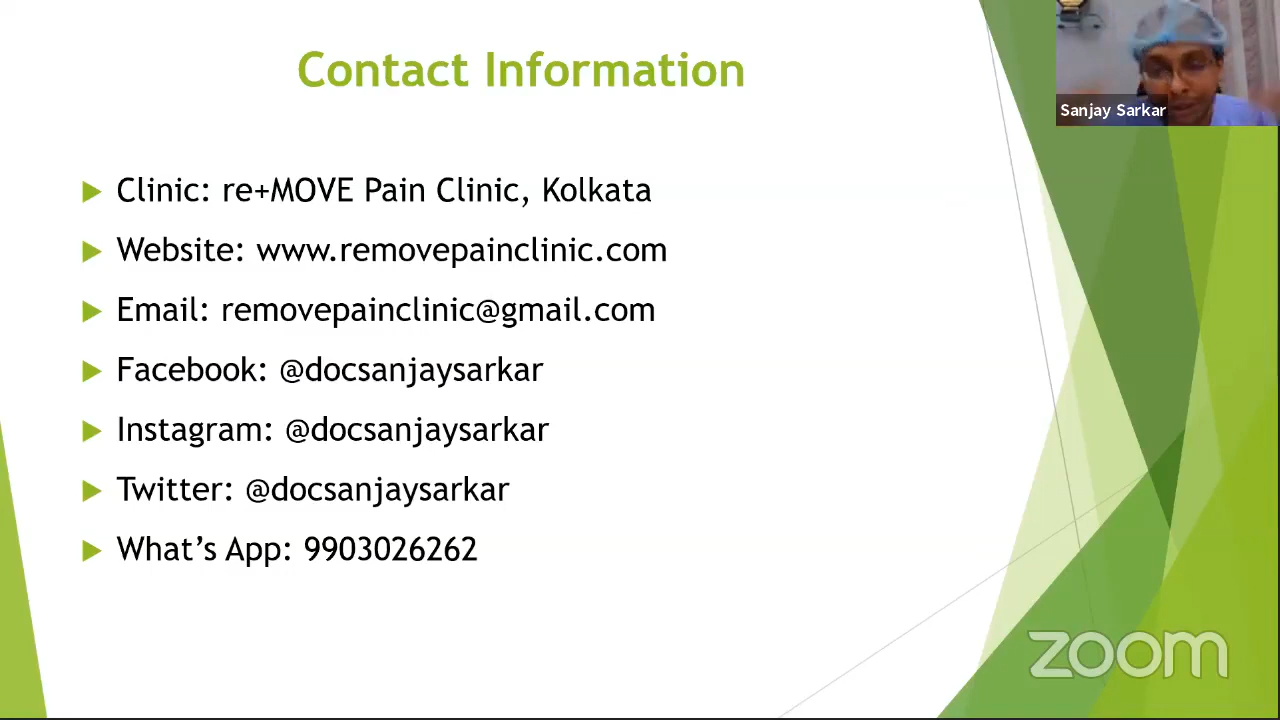 Contact Information
Sanjay Sarkar
Clinic: re+MOVE Pain Clinic, Kolkata
Website: www.removepainclinic.com
Email: removepainclinic@gmail.com
Facebook: @docsanjaysarkar
Instagram: @docsanjaysarkar
Twitter: @docsanjaysarkar
What’s App: 9903026262
zoom